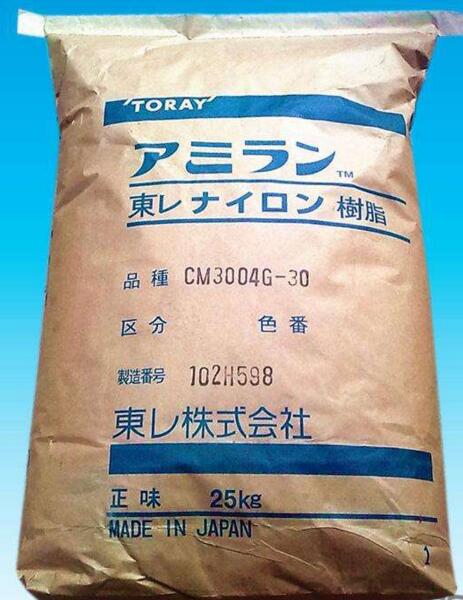 TORAY
アミラン™
東レ ナイロン 樹脂
品種 CM3004G-30
区分 色番
製造番号 102H598
東レ株式会社
正味 25kg
MADE IN JAPAN
1